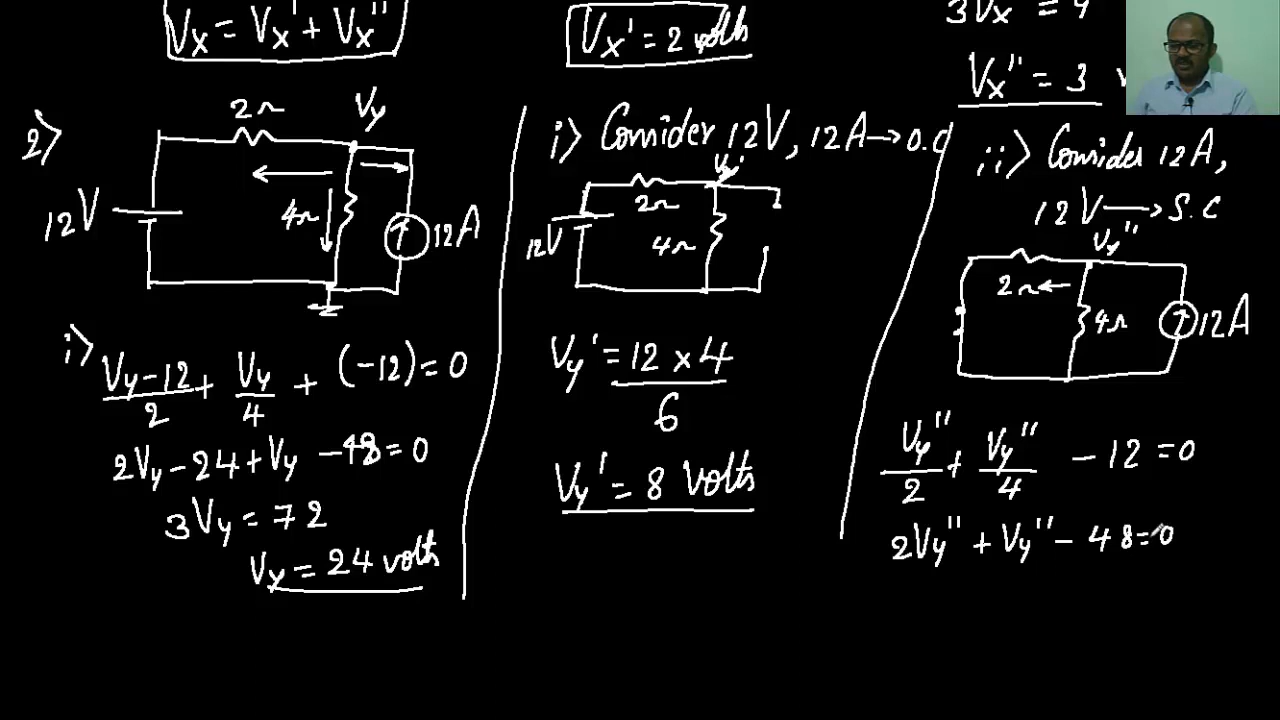 Vx = Vx' + Vx''
Vx' = 2 volts
3Vx = 9
Vx'' = 3 v
2)
2Ω
Vy
12V
4Ω
12A
i)
(Vy-12)/2 + Vy/4 + (-12) = 0
2Vy - 24 + Vy - 48 = 0
3Vy = 72
Vy = 24 volts
i) Consider 12V, 12A → O.C
Vy'
2Ω
12V
4Ω
Vy' = (12 × 4)/6
Vy' = 8 Volts
ii) Consider 12A,
12V → S.C
2Ω
4Ω
12A
Vy''/2 + Vy''/4 - 12 = 0
2Vy'' + Vy'' - 48 = 0